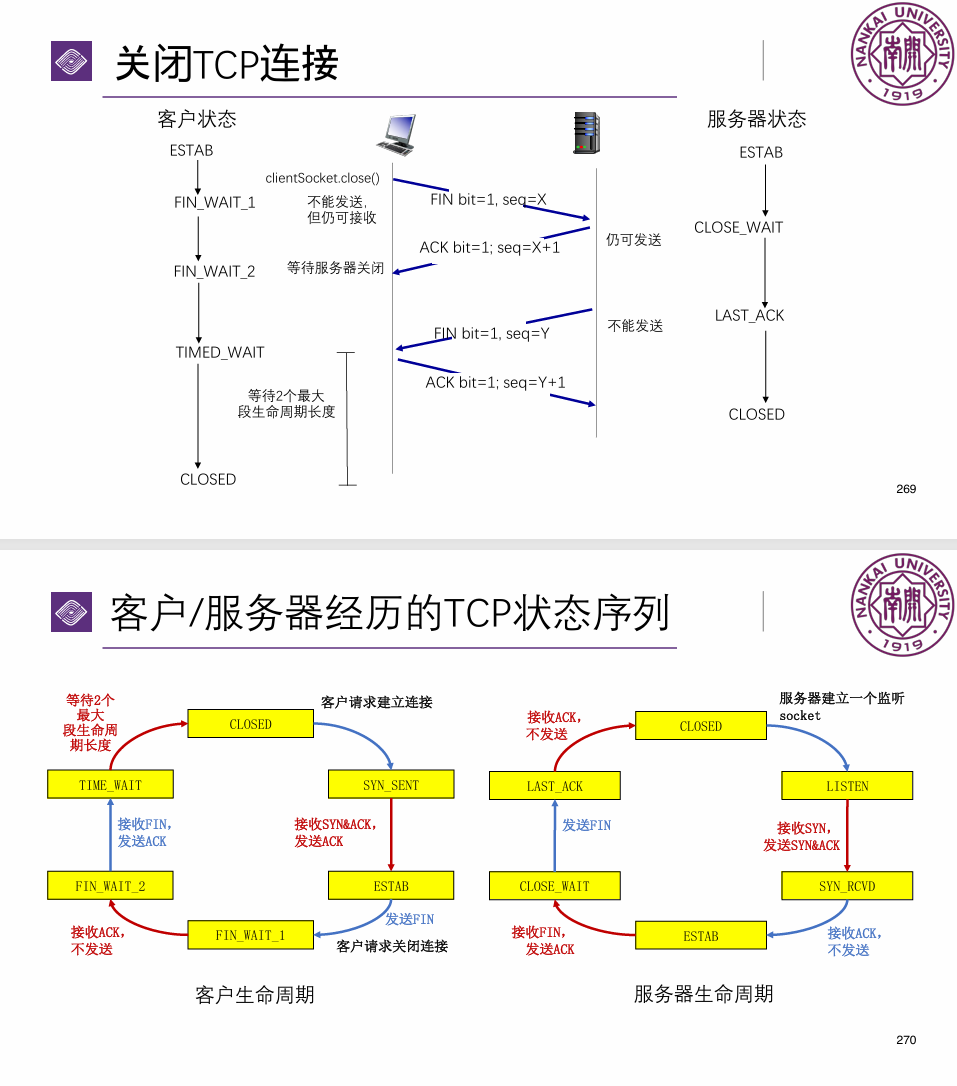 关闭TCP连接
NANKAI UNIVERSITY
南開
1919
客户状态
服务器状态
ESTAB
ESTAB
clientSocket.close()
FIN_WAIT_1
不能发送，
但仍可接收
FIN bit=1, seq=X
CLOSE_WAIT
仍可发送
ACK bit=1; seq=X+1
FIN_WAIT_2
等待服务器关闭
LAST_ACK
不能发送
FIN bit=1, seq=Y
TIMED_WAIT
ACK bit=1; seq=Y+1
等待2个最大
段生命周期长度
CLOSED
CLOSED
269
客户/服务器经历的TCP状态序列
NANKAI UNIVERSITY
南開
1919
等待2个
最大
段生命周
期长度
CLOSED
客户请求建立连接
TIME_WAIT
SYN_SENT
接收FIN，
发送ACK
接收SYN&ACK，
发送ACK
FIN_WAIT_2
ESTAB
发送FIN
接收ACK，
不发送
FIN_WAIT_1
客户请求关闭连接
客户生命周期
接收ACK，
不发送
CLOSED
服务器建立一个监听
socket
LAST_ACK
LISTEN
发送FIN
接收SYN，
发送SYN&ACK
CLOSE_WAIT
SYN_RCVD
接收FIN，
发送ACK
ESTAB
接收ACK，
不发送
服务器生命周期
270